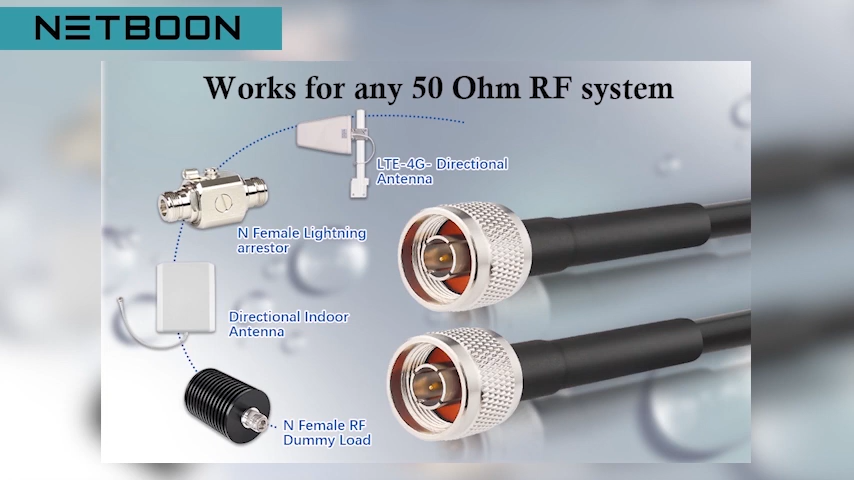 NETBOON
Works for any 50 Ohm RF system
LTE-4G- Directional
Antenna
N Female Lightning
arrestor
Directional Indoor
Antenna
N Female RF
Dummy Load